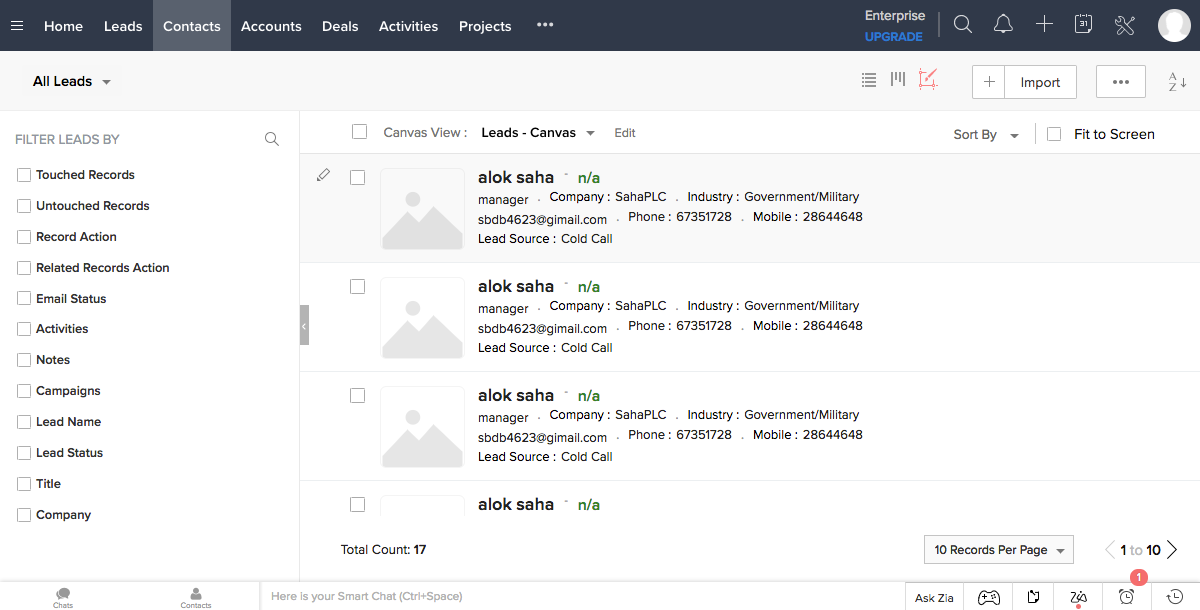 Home Leads Contacts Accounts Deals Activities Projects ••• Enterprise
UPGRADE
31
All Leads
Import
•••
A
Z
FILTER LEADS BY
Touched Records
Untouched Records
Record Action
Related Records Action
Email Status
Activities
Notes
Campaigns
Lead Name
Lead Status
Title
Company
Canvas View : Leads - Canvas Edit
Sort By Fit to Screen
alok saha - n/a
manager . Company : SahaPLC . Industry : Government/Military
sbdb4623@gimail.com . Phone : 67351728 . Mobile : 28644648
Lead Source : Cold Call
alok saha - n/a
manager . Company : SahaPLC . Industry : Government/Military
sbdb4623@gimail.com . Phone : 67351728 . Mobile : 28644648
Lead Source : Cold Call
alok saha - n/a
manager . Company : SahaPLC . Industry : Government/Military
sbdb4623@gimail.com . Phone : 67351728 . Mobile : 28644648
Lead Source : Cold Call
alok saha - n/a
Total Count: 17
10 Records Per Page
1 to 10
Chats
Contacts
Here is your Smart Chat (Ctrl+Space)
Ask Zia
1